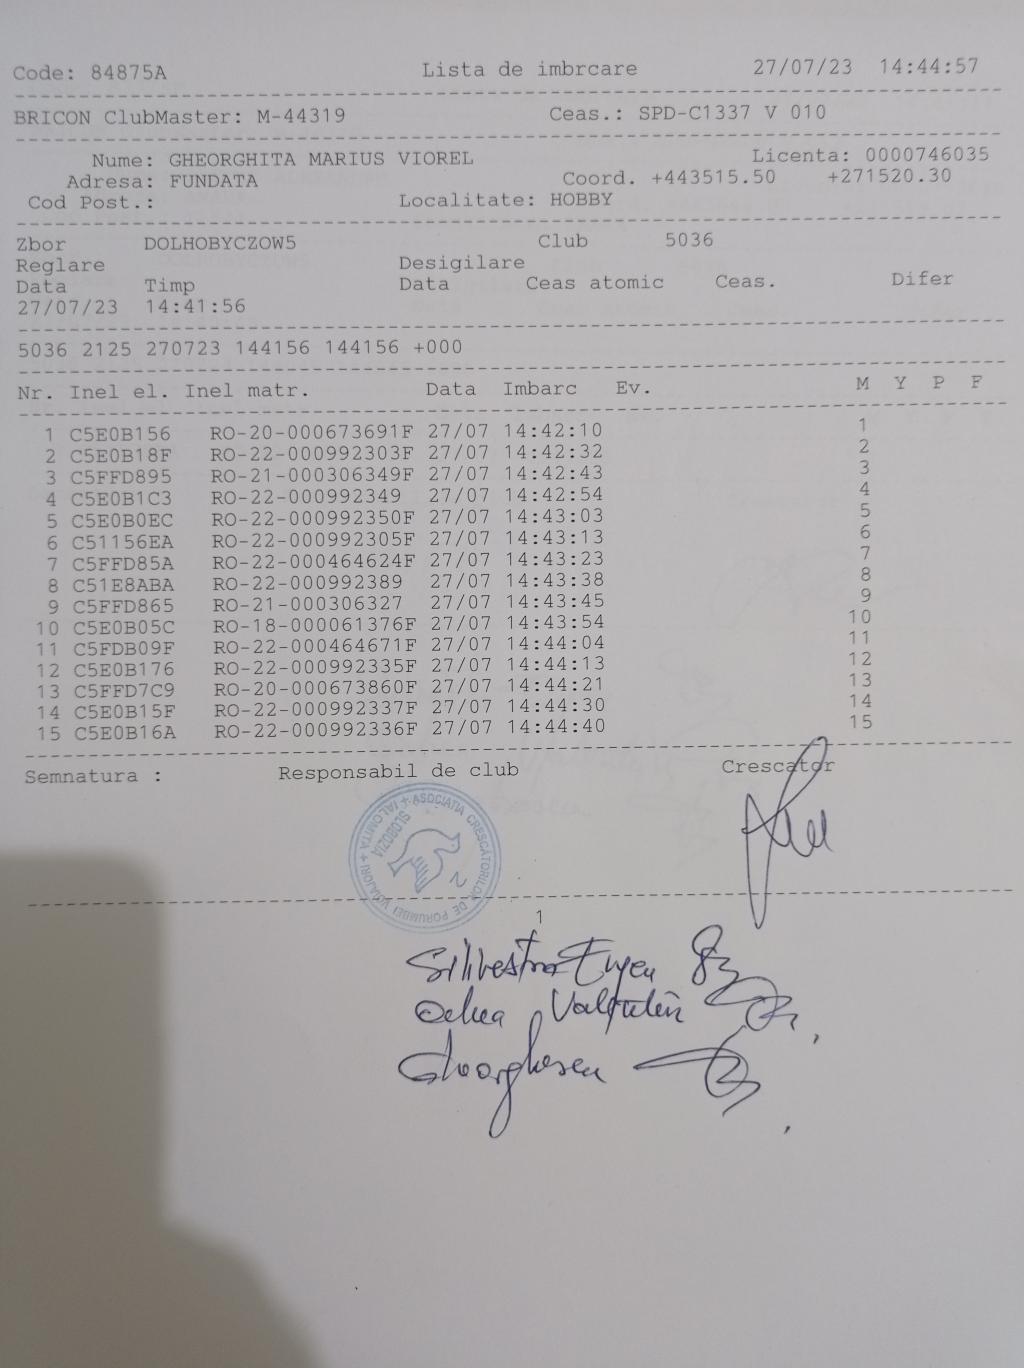 Code: 84875A Lista de imbrcare 27/07/23 14:44:57
BRICON ClubMaster: M-44319 Ceas.: SPD-C1337 V 010
Nume: GHEORGHITA MARIUS VIOREL Licenta: 0000746035
Adresa: FUNDATA Coord. +443515.50 +271520.30
Cod Post.: Localitate: HOBBY
Zbor DOLHOBYCZOW5 Club 5036
Reglare Desigilare
Data Timp Data Ceas atomic Ceas. Difer
27/07/23 14:41:56
5036 2125 270723 144156 144156 +000
Nr. Inel el. Inel matr. Data Imbarc Ev. M Y P F
1 C5E0B156 RO-20-000673691F 27/07 14:42:10 1
2 C5E0B18F RO-22-000992303F 27/07 14:42:32 2
3 C5FFD895 RO-21-000306349F 27/07 14:42:43 3
4 C5E0B1C3 RO-22-000992349 27/07 14:42:54 4
5 C5E0B0EC RO-22-000992350F 27/07 14:43:03 5
6 C51156EA RO-22-000992305F 27/07 14:43:13 6
7 C5FFD85A RO-22-000464624F 27/07 14:43:23 7
8 C51E8ABA RO-22-000992389 27/07 14:43:38 8
9 C5FFD865 RO-21-000306327 27/07 14:43:45 9
10 C5E0B05C RO-18-000061376F 27/07 14:43:54 10
11 C5FDB09F RO-22-000464671F 27/07 14:44:04 11
12 C5E0B176 RO-22-000992335F 27/07 14:44:13 12
13 C5FFD7C9 RO-20-000673860F 27/07 14:44:21 13
14 C5E0B15F RO-22-000992337F 27/07 14:44:30 14
15 C5E0B16A RO-22-000992336F 27/07 14:44:40 15
Semnatura : Responsabil de club Crescator
ASOCIATIA CRESCĂTORILOR DE PORUMBEI VOIAJORI + IALOMITA +
SLOBOZIA
1
Silivestru Eugen
Valentin